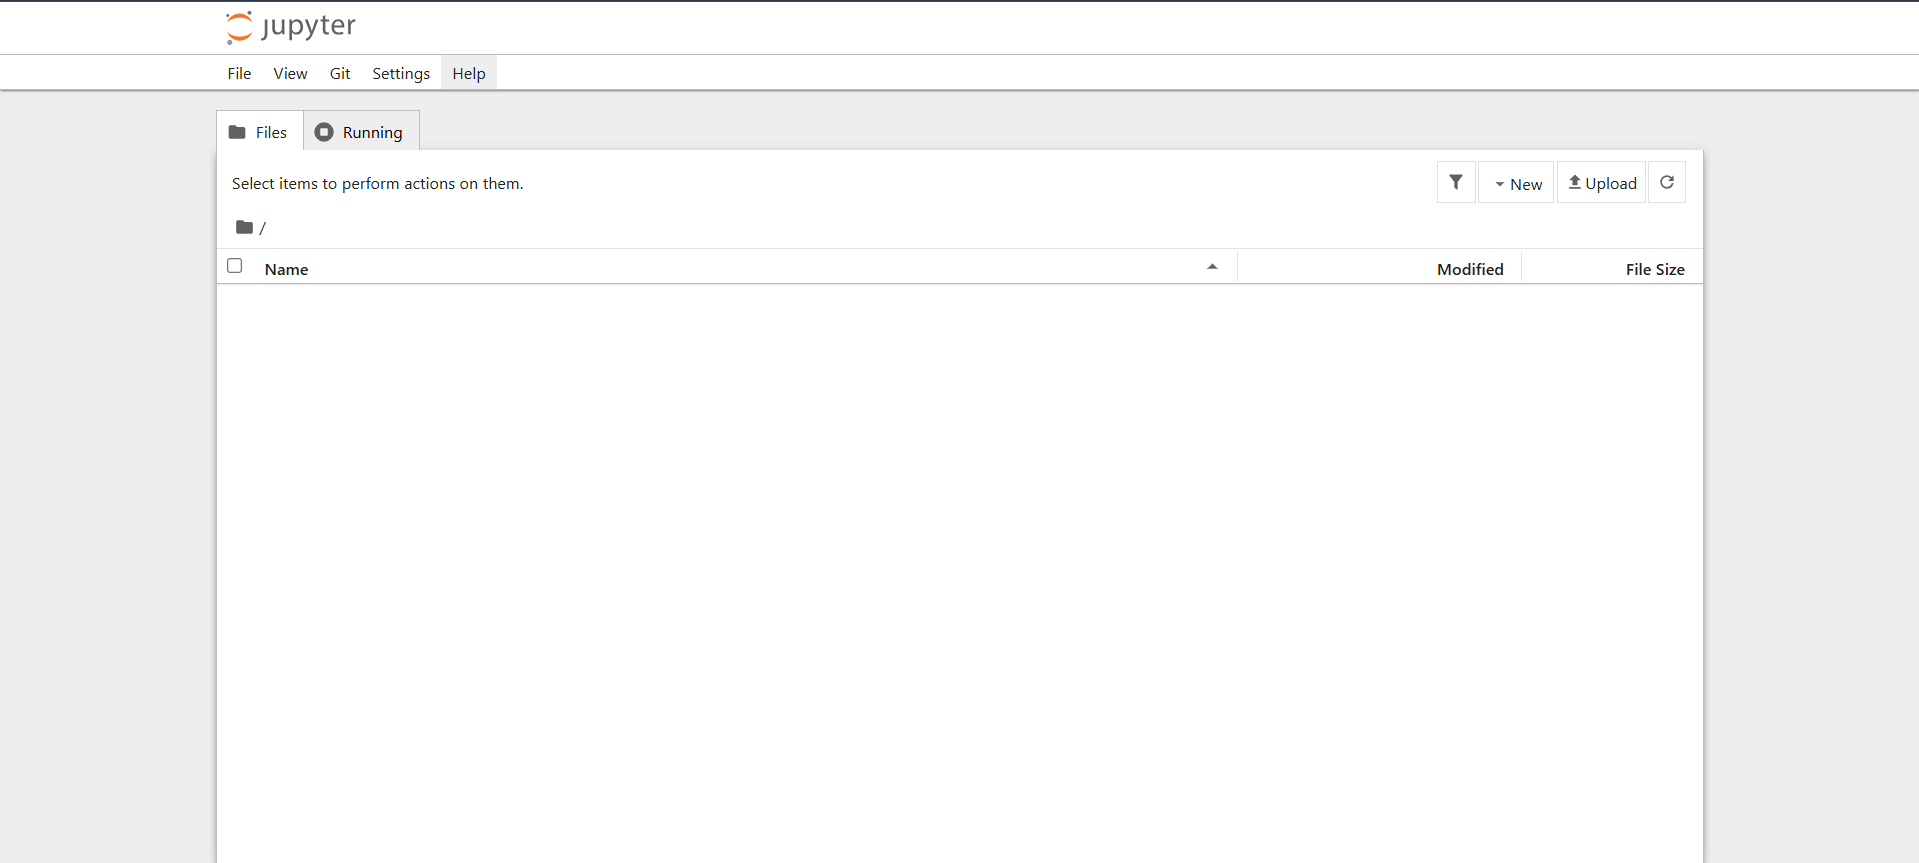 jupyter
File View Git Settings Help
Files Running
Select items to perform actions on them. New Upload
/
Name Modified File Size